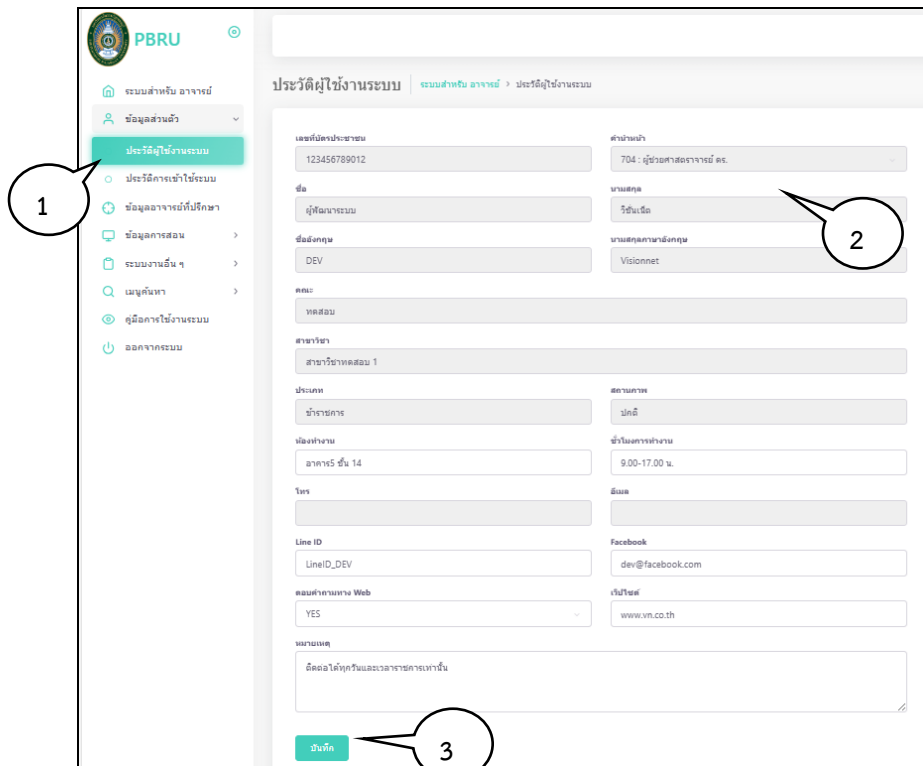 PBRU
ระบบสำหรับ อาจารย์
ข้อมูลส่วนตัว
ประวัติผู้ใช้งานระบบ
ประวัติการเข้าใช้ระบบ
ข้อมูลอาจารย์ที่ปรึกษา
ข้อมูลการสอน
ระบบงานอื่น ๆ
เมนูค้นหา
คู่มือการใช้งานระบบ
ออกจากระบบ
1
ประวัติผู้ใช้งานระบบ ระบบสำหรับ อาจารย์ > ประวัติผู้ใช้งานระบบ
เลขที่บัตรประชาชน คำนำหน้า
123456789012 704 : ผู้ช่วยศาสตราจารย์ ดร.
ชื่อ นามสกุล
ผู้พัฒนาระบบ วิชั่นเน็ต
2
ชื่ออังกฤษ นามสกุลภาษาอังกฤษ
DEV Visionnet
คณะ
ทดสอบ
สาขาวิชา
สาขาวิชาทดสอบ 1
ประเภท สถานภาพ
ข้าราชการ ปกติ
ห้องทำงาน ชั่วโมงการทำงาน
อาคาร5 ชั้น 14 9.00-17.00 น.
โทร อีเมล
Line ID Facebook
LineID_DEV dev@facebook.com
ตอบคำถามทาง Web เว็ปไซต์
YES www.vn.co.th
หมายเหตุ
ติดต่อได้ทุกวันและเวลาราชการเท่านั้น
บันทึก
3